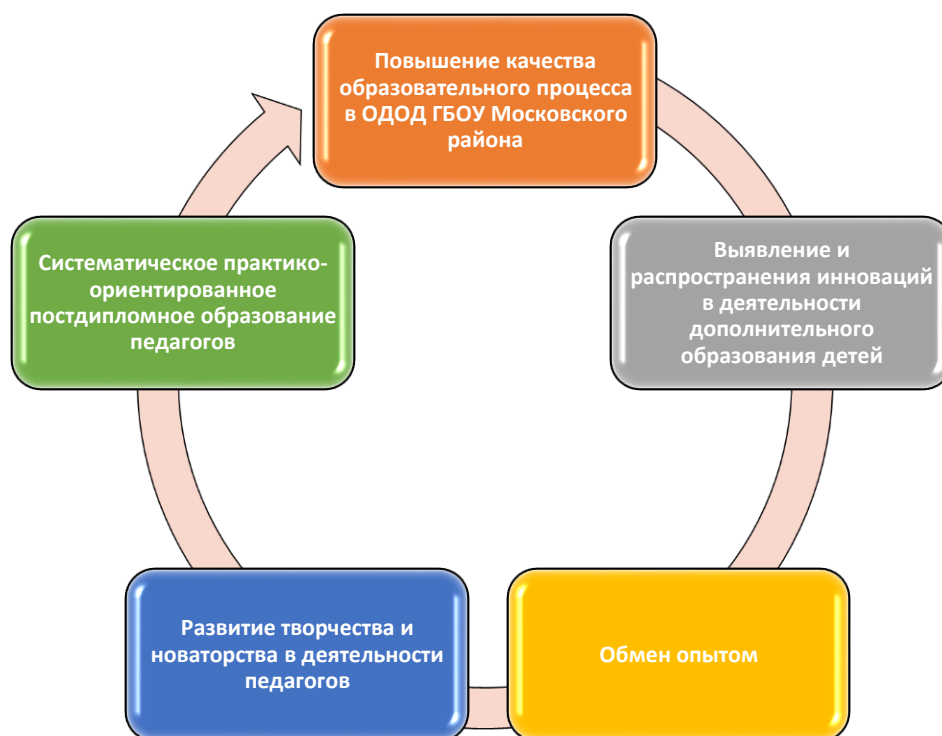 Повышение качества
образовательного процесса
в ОДОД ГБОУ Московского
района
Выявление и
распространения инноваций
в деятельности
дополнительного
образования детей
Обмен опытом
Развитие творчества и
новаторства в деятельности
педагогов
Систематическое практико-
ориентированное
постдипломное образование
педагогов